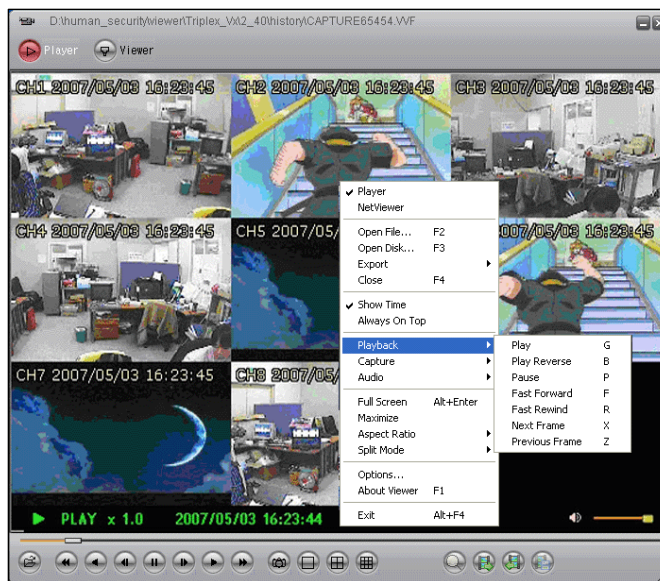 D:\human_security\viewer\Triplex_Vx\2_40\history\CAPTURE65454.VVF
Player
Viewer
CH1 2007/05/03 16:23:45
CH2 2007/05/03 16:23:45
CH3 2007/05/03 16:23:45
CH4 2007/05/03 16:23:45
CH5 2007/05/
007/05/03 16:23:45
CH7 2007/05/03 16:23:45
CH8 2007/05/
Player
NetViewer
Open File... F2
Open Disk... F3
Export
Close F4
Show Time
Always On Top
Playback
Capture
Audio
Full Screen Alt+Enter
Maximize
Aspect Ratio
Split Mode
Options...
About Viewer F1
Exit Alt+F4
Play G
Play Reverse B
Pause P
Fast Forward F
Fast Rewind R
Next Frame X
Previous Frame Z
PLAY x 1.0 2007/05/03 16:23:44